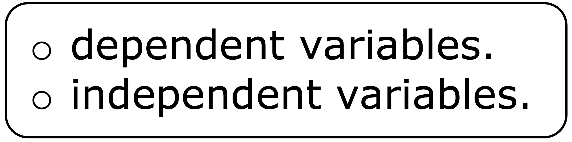 ○ dependent variables.
○ independent variables.